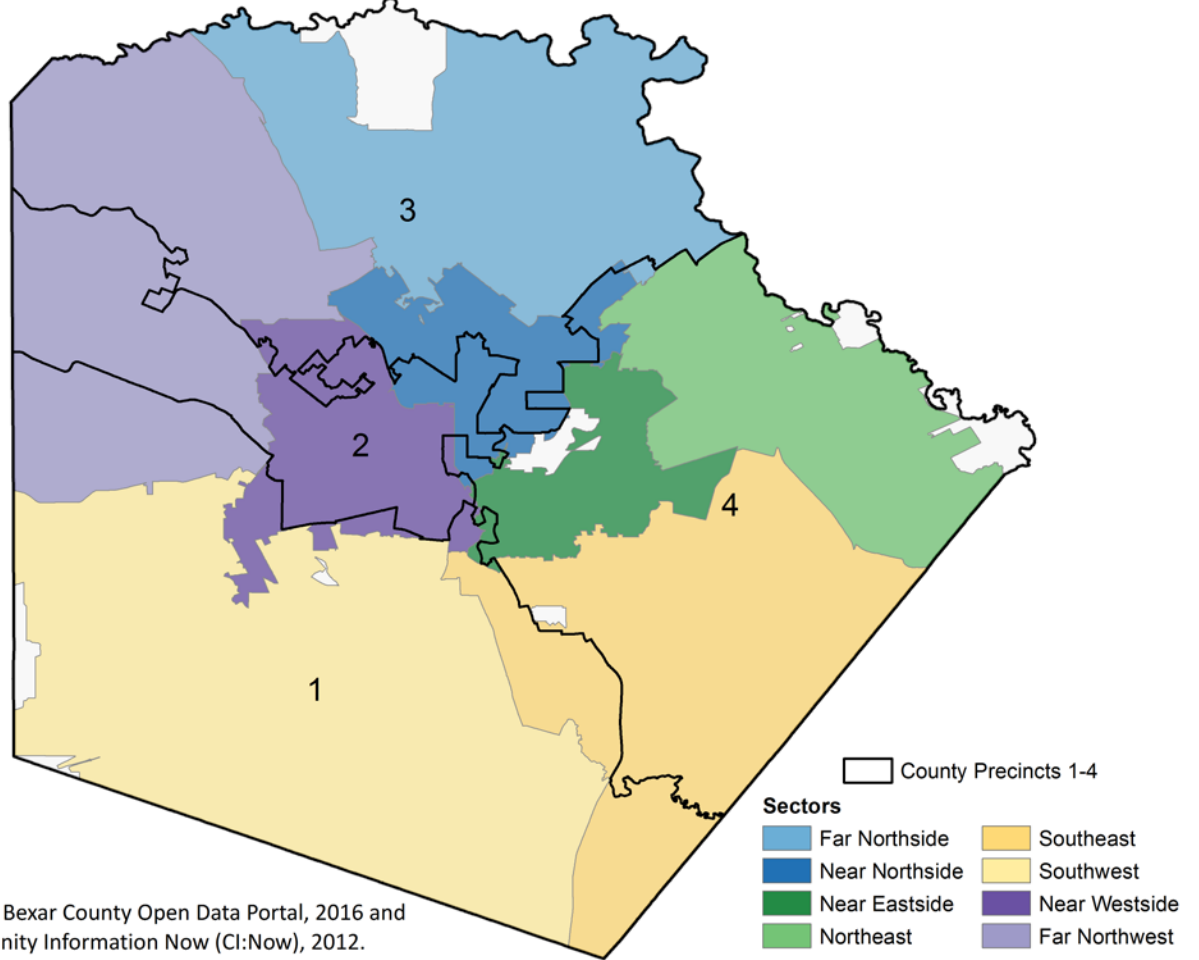 3
2
4
1
County Precincts 1-4
Sectors
Far Northside
Southeast
Near Northside
Southwest
Near Eastside
Near Westside
Northeast
Far Northwest
Bexar County Open Data Portal, 2016 and
nity Information Now (CI:Now), 2012.